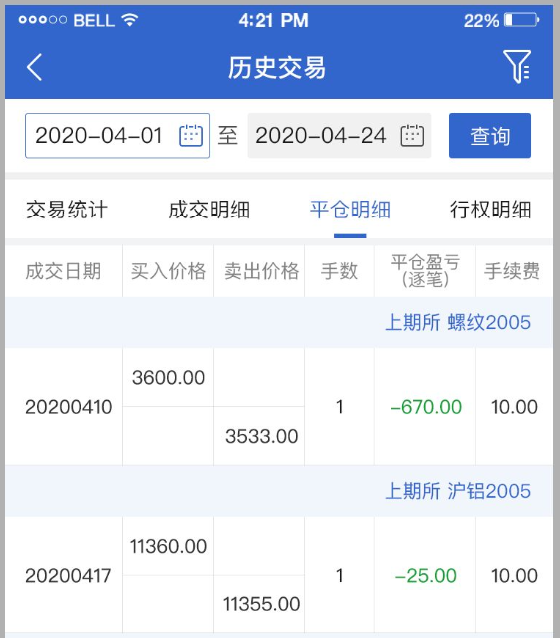 BELL 4:21 PM 22%
历史交易
2020-04-01 至 2020-04-24 查询
交易统计 成交明细 平仓明细 行权明细
成交日期 买入价格 卖出价格 手数 平仓盈亏 手续费
(逐笔)
上期所 螺纹2005
3600.00
20200410 1 -670.00 10.00
3533.00
上期所 沪铝2005
11360.00
20200417 1 -25.00 10.00
11355.00